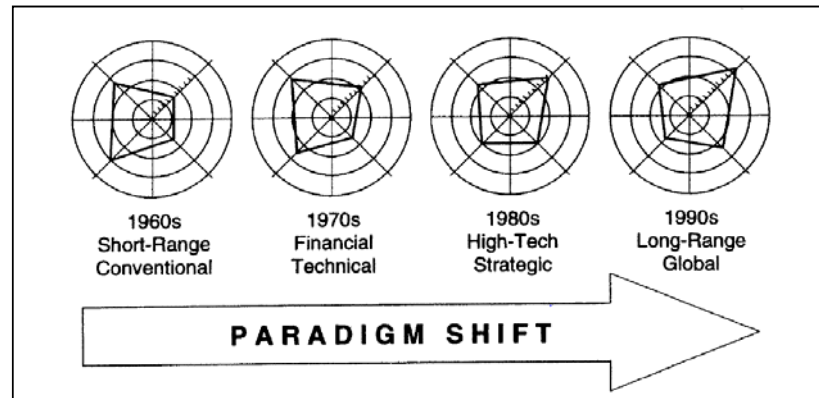 1960s
Short-Range
Conventional
1970s
Financial
Technical
1980s
High-Tech
Strategic
1990s
Long-Range
Global
PARADIGM SHIFT